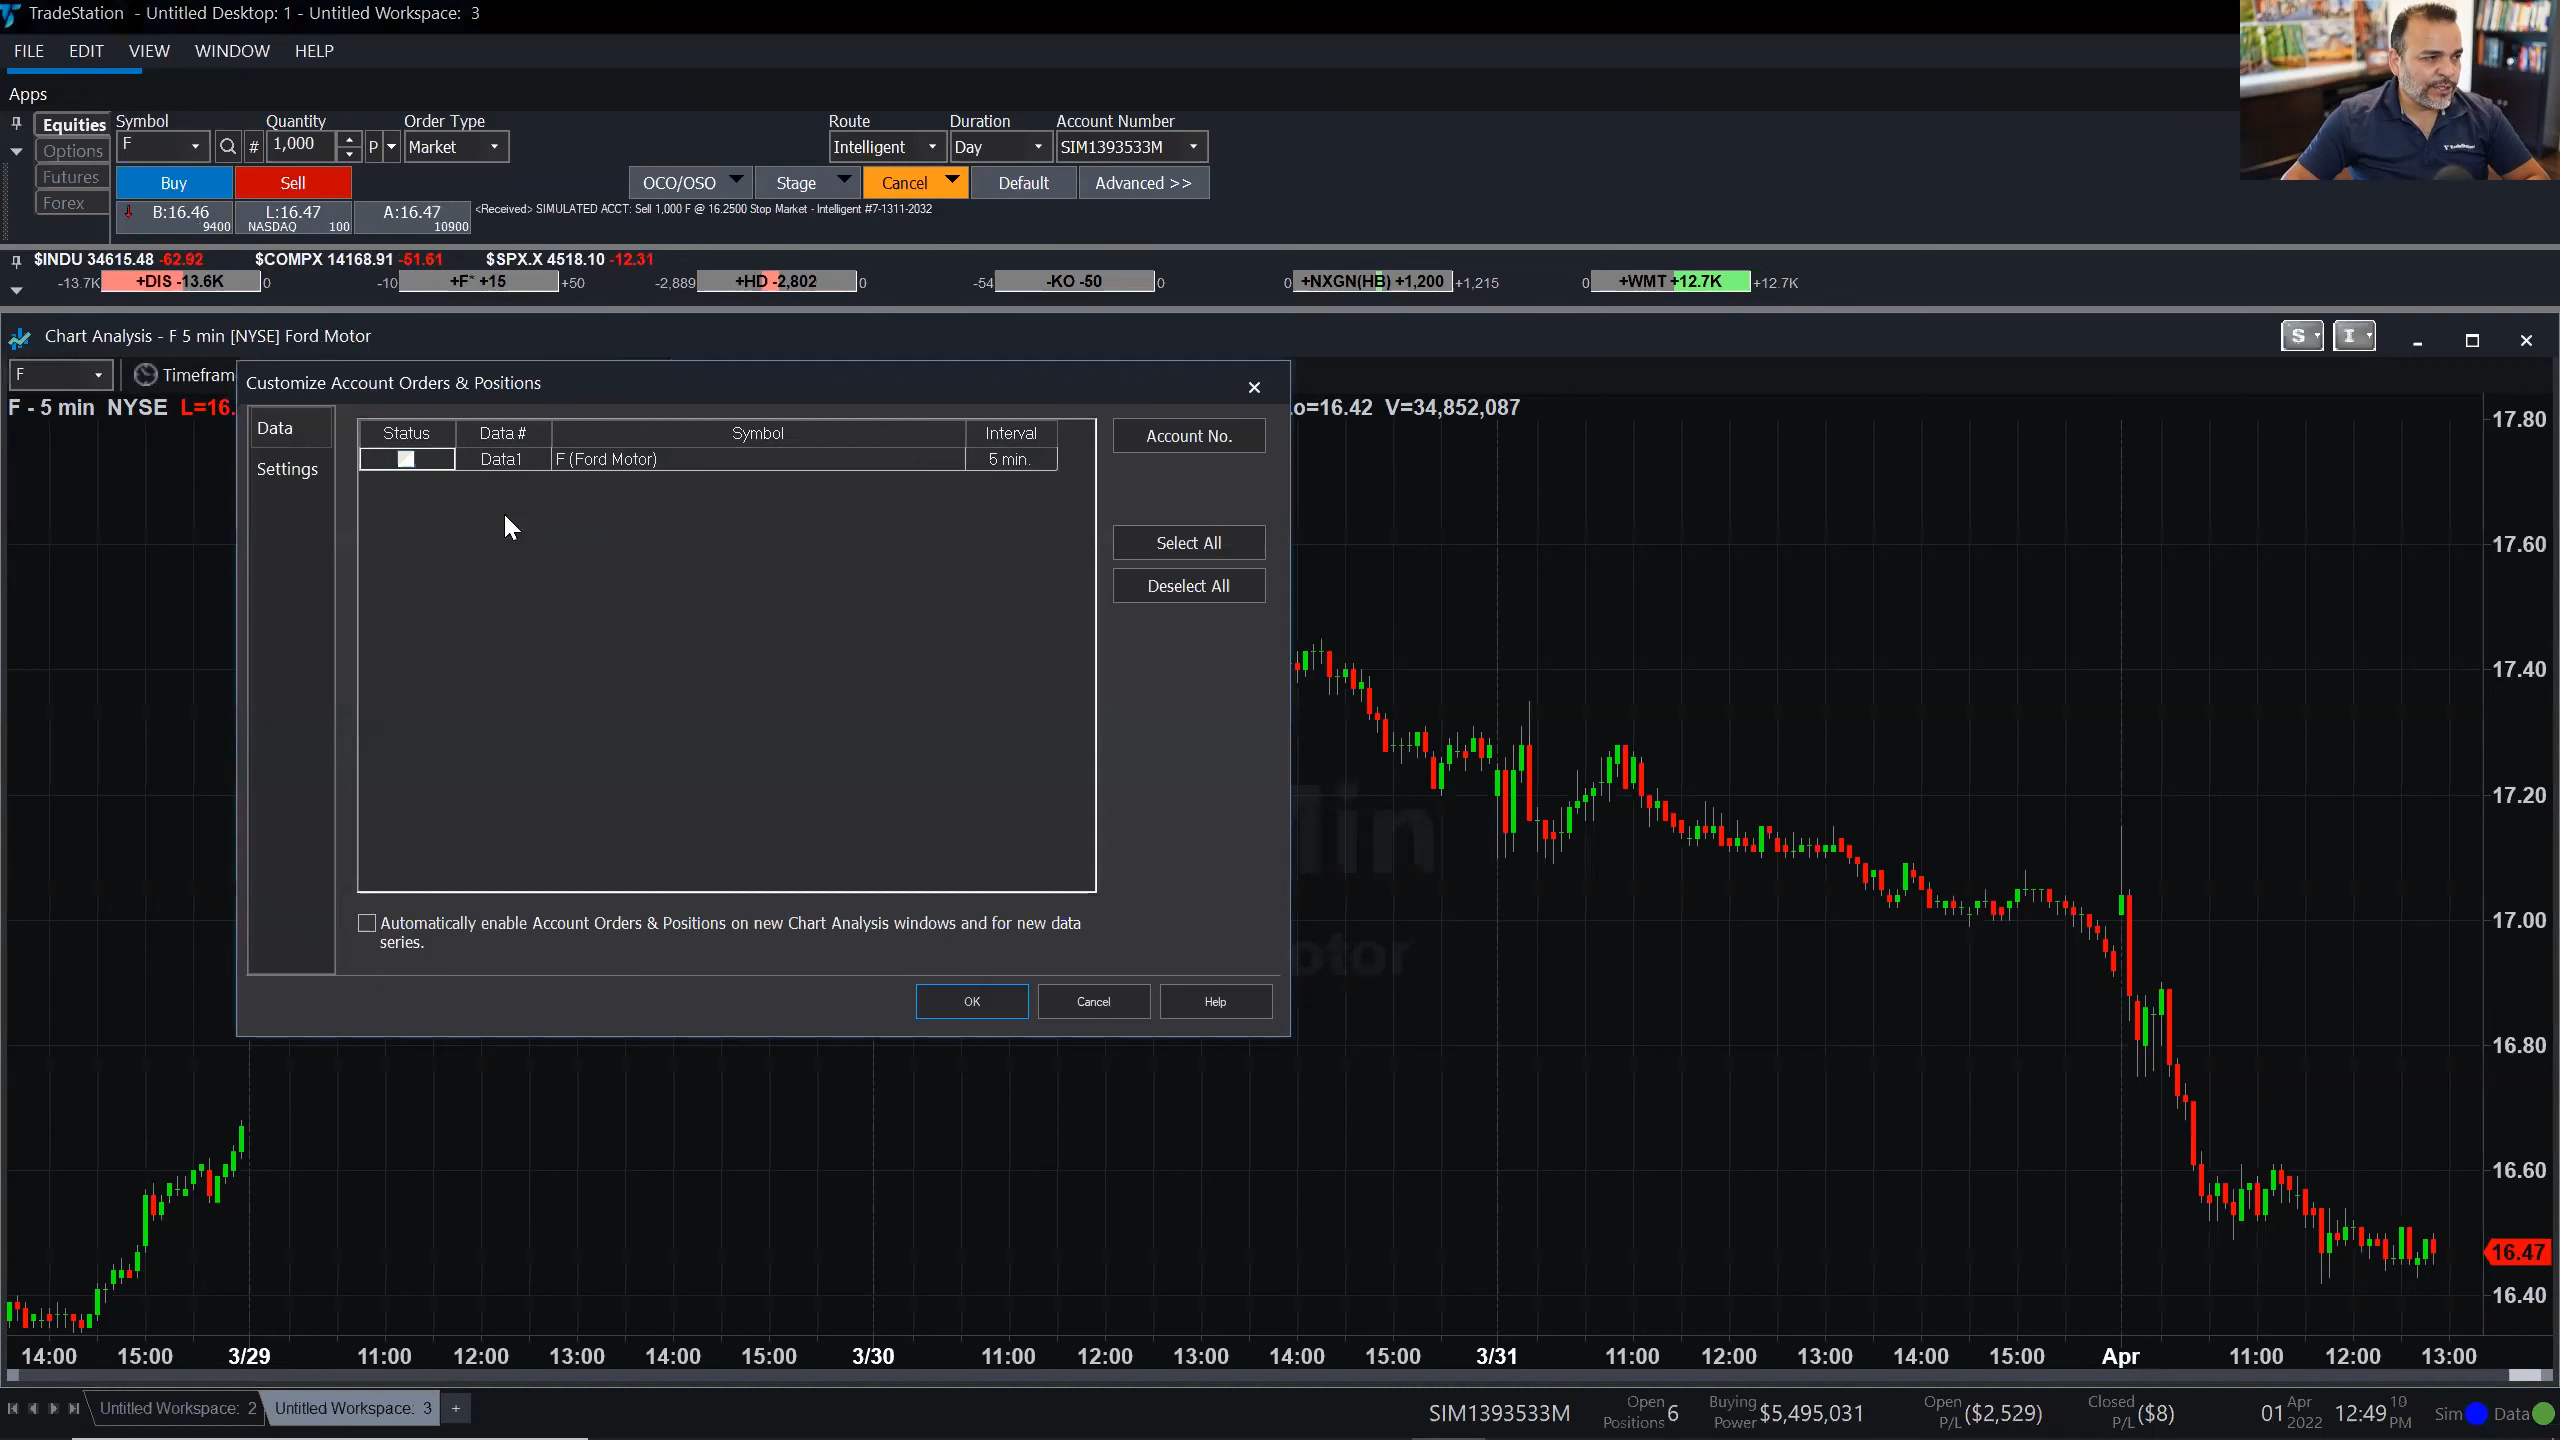 TradeStation - Untitled Desktop: 1 - Untitled Workspace: 3
FILE EDIT VIEW WINDOW HELP
Apps
Equities Symbol Quantity Order Type Route Duration Account Number
Options F # 1,000 P Market Intelligent Day SIM1393533M
Futures Buy Sell OCO/OSO Stage Cancel Default Advanced >>
Forex B:16.46 L:16.47 A:16.47 <Received> SIMULATED ACCT: Sell 1,000 F @ 16.2500 Stop Market - Intelligent #7-1311-2032
9400 NASDAQ 100 10900
$INDU 34615.48 -62.92 $COMPX 14168.91 -51.61 $SPX.X 4518.10 -12.31
-13.7K +DIS -13.6K 0 -10 +F* +15 +50 -2,889 +HD -2,802 0 -54 -KO -50 0 0 +NXGN(HB) +1,200 +1,215 0 +WMT +12.7K +12.7K
Chart Analysis - F 5 min [NYSE] Ford Motor S I
F Timefram
F - 5 min NYSE L=16. o=16.42 V=34,852,087
Customize Account Orders & Positions
Data
Settings
Status Data # Symbol Interval
Data1 F (Ford Motor) 5 min.
Account No.
Select All
Deselect All
Automatically enable Account Orders & Positions on new Chart Analysis windows and for new data
series.
OK Cancel Help
17.80
17.60
17.40
17.20
17.00
16.80
16.60
16.47
16.40
14:00 15:00 3/29 11:00 12:00 13:00 14:00 15:00 3/30 11:00 12:00 13:00 14:00 15:00 3/31 11:00 12:00 13:00 14:00 15:00 Apr 11:00 12:00 13:00
Untitled Workspace: 2 Untitled Workspace: 3 +
SIM1393533M Open Positions 6 Buying Power $5,495,031 Open P/L ($2,529) Closed P/L ($8) 01 Apr 2022 12:49 10 PM Sim Data